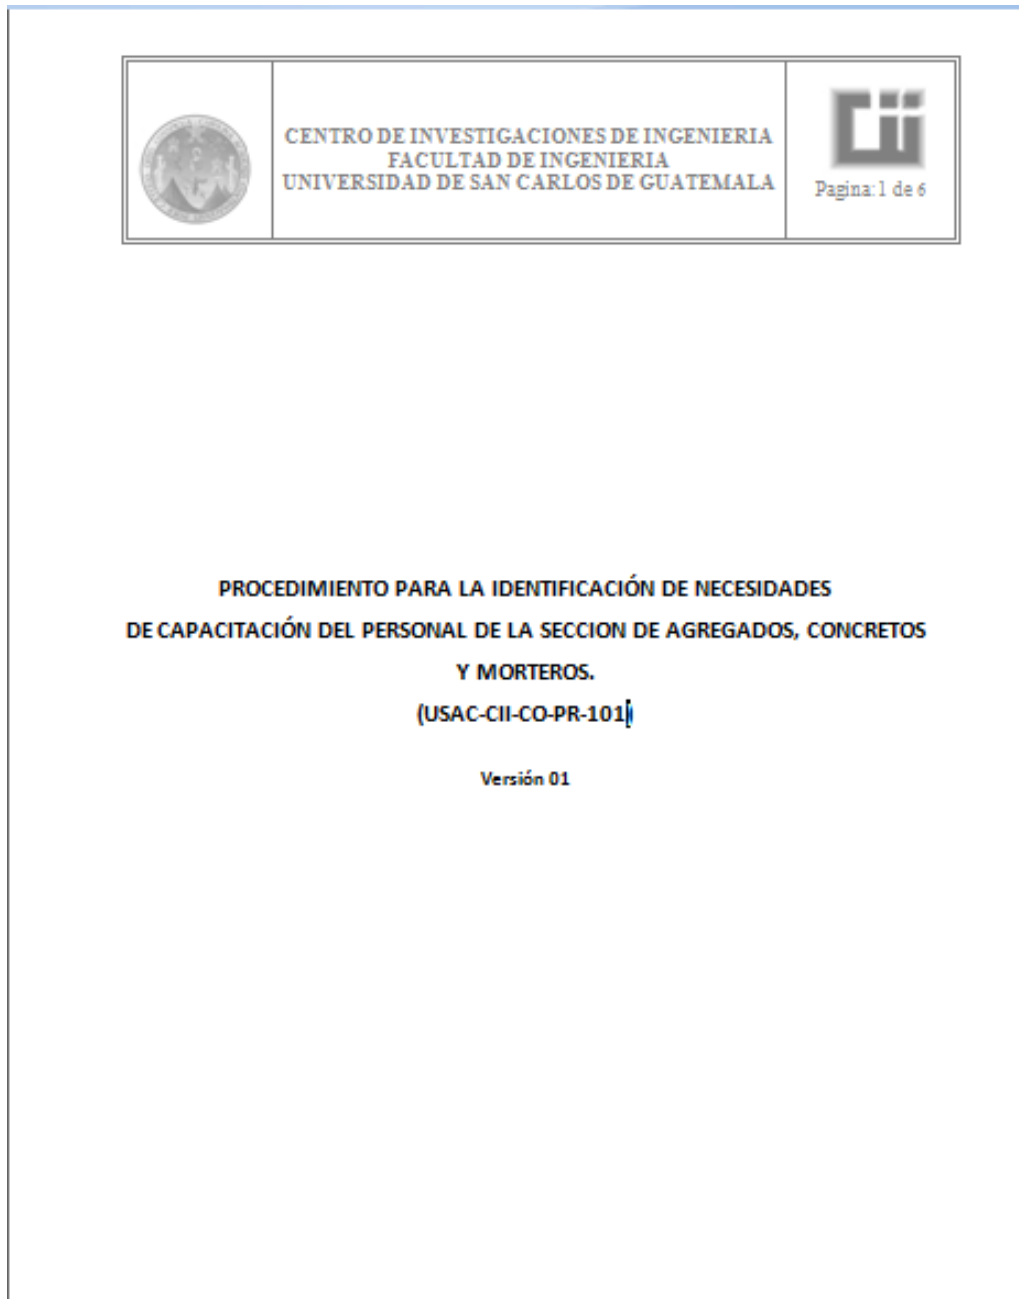 CENTRO DE INVESTIGACIONES DE INGENIERIA
FACULTAD DE INGENIERIA
UNIVERSIDAD DE SAN CARLOS DE GUATEMALA
cii
Pagina:1 de 6
PROCEDIMIENTO PARA LA IDENTIFICACIÓN DE NECESIDADES
DE CAPACITACIÓN DEL PERSONAL DE LA SECCION DE AGREGADOS, CONCRETOS
Y MORTEROS.
(USAC-CII-CO-PR-101)
Versión 01